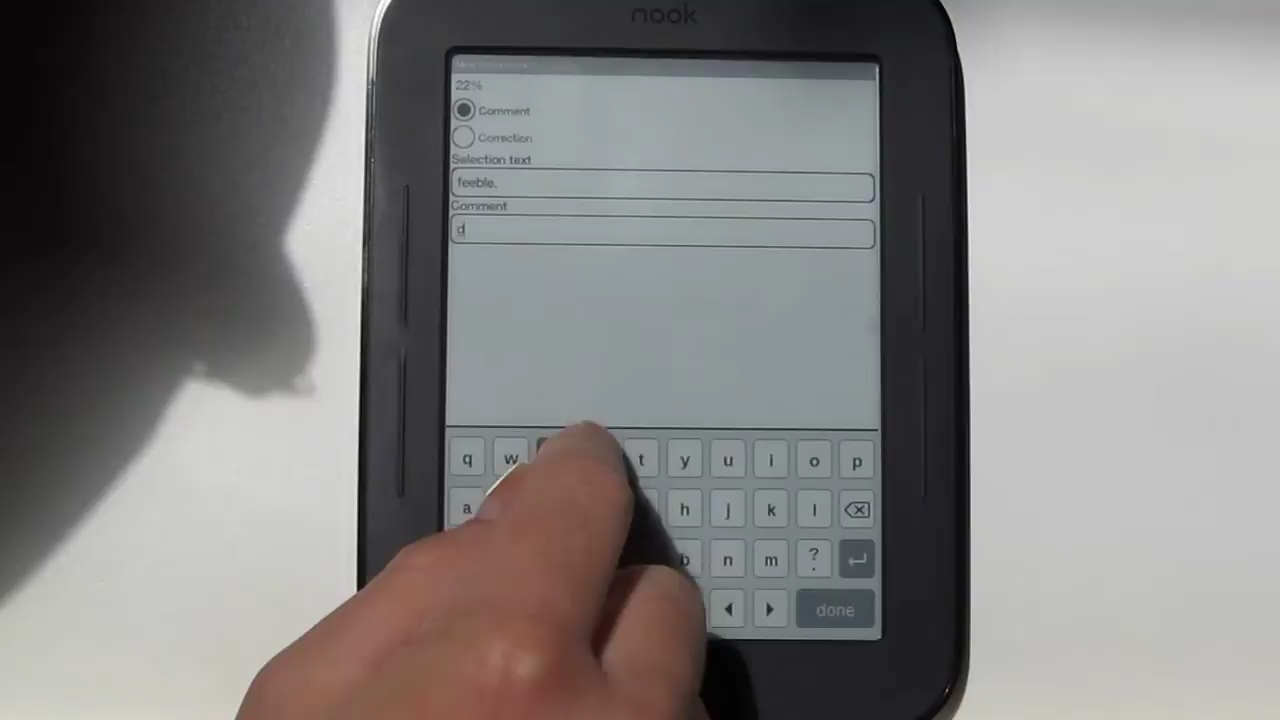 nook
22%
Comment
Correction
Selection text
feeble.
Comment
d
q w t y u i o p
a h j k l
b n m ? .
done